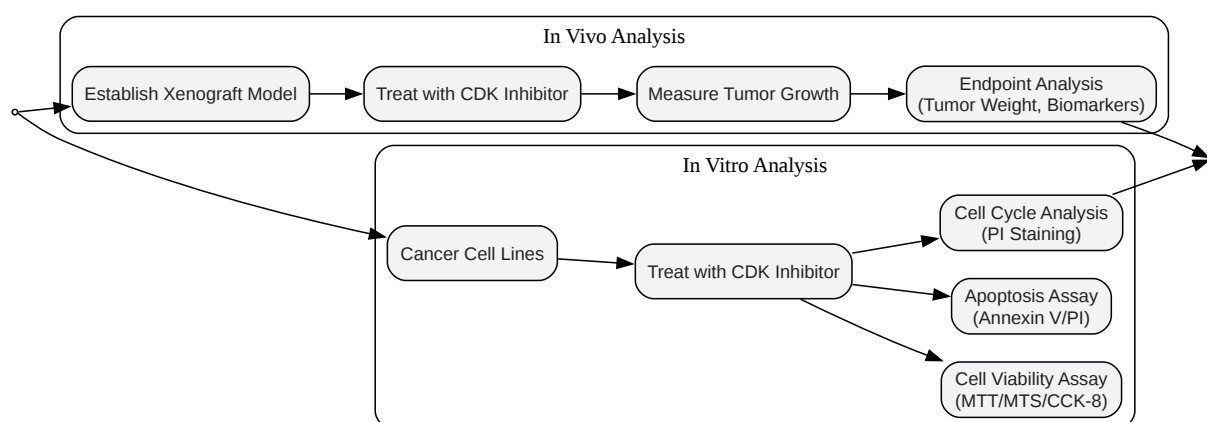 In Vivo Analysis
Establish Xenograft Model
Treat with CDK Inhibitor
Measure Tumor Growth
Endpoint Analysis
(Tumor Weight, Biomarkers)
In Vitro Analysis
Cancer Cell Lines
Treat with CDK Inhibitor
Cell Cycle Analysis
(PI Staining)
Apoptosis Assay
(Annexin V/PI)
Cell Viability Assay
(MTT/MTS/CCK-8)